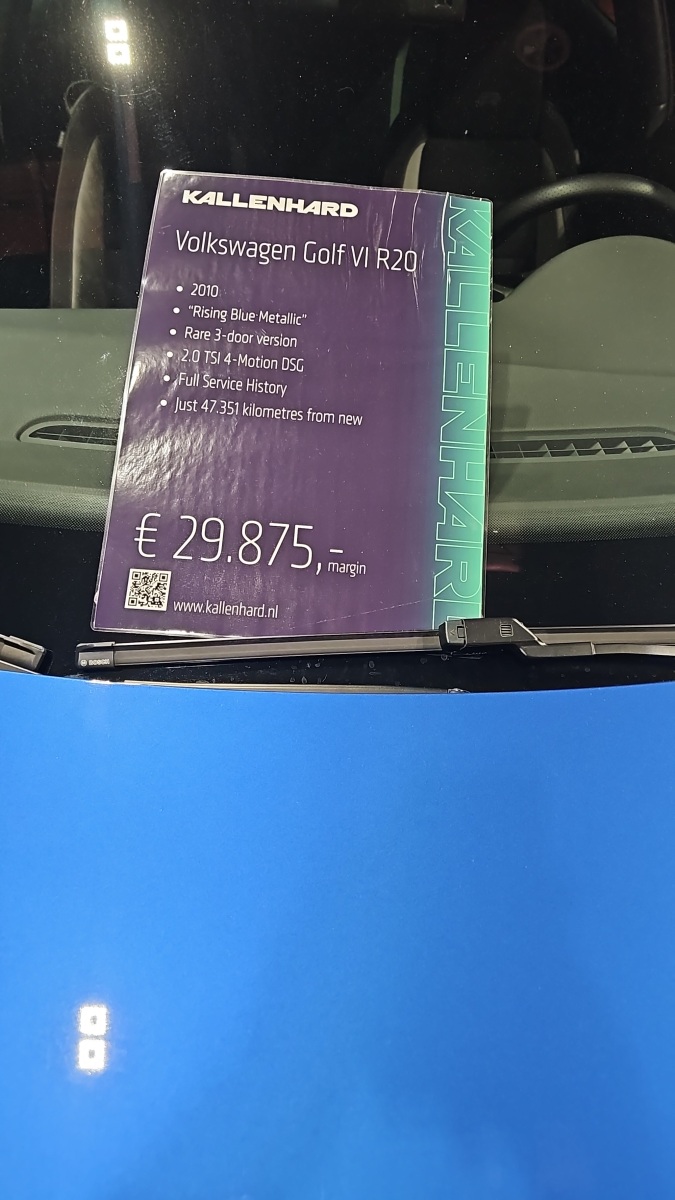 KALLENHARD
Volkswagen Golf VI R20
• 2010
• "Rising Blue Metallic"
• Rare 3-door version
• 2.0 TSI 4-Motion DSG
• Full Service History
• Just 47.351 kilometres from new
€ 29.875,- margin
www.kallenhard.nl
KALLENHARD
BOSCH